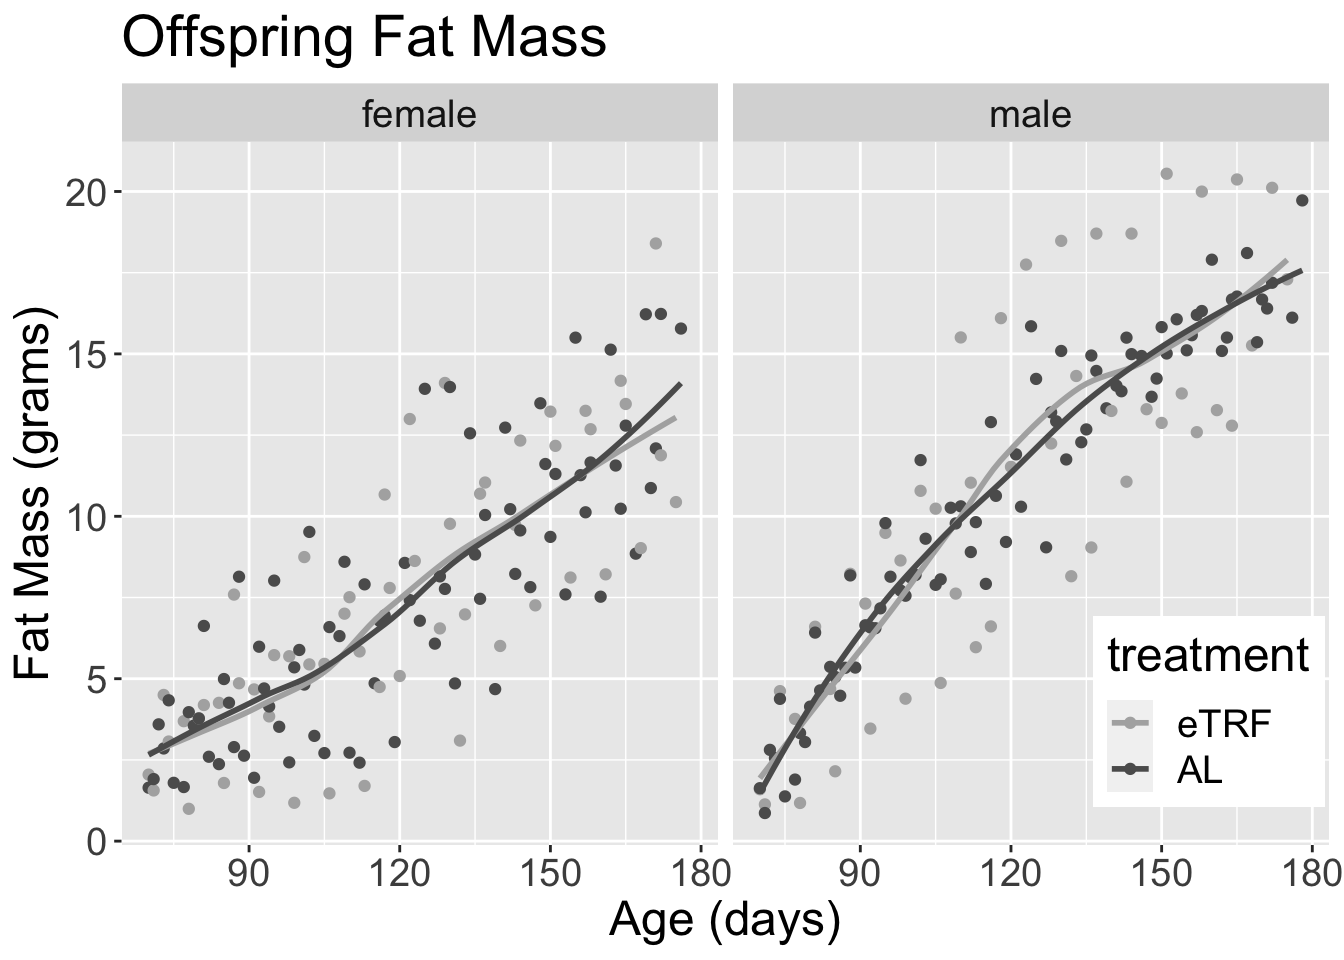 Offspring Fat Mass
female
male
20
15
10
5
0
Fat Mass (grams)
90 120 150 180
90 120 150 180
Age (days)
treatment
eTRF
AL